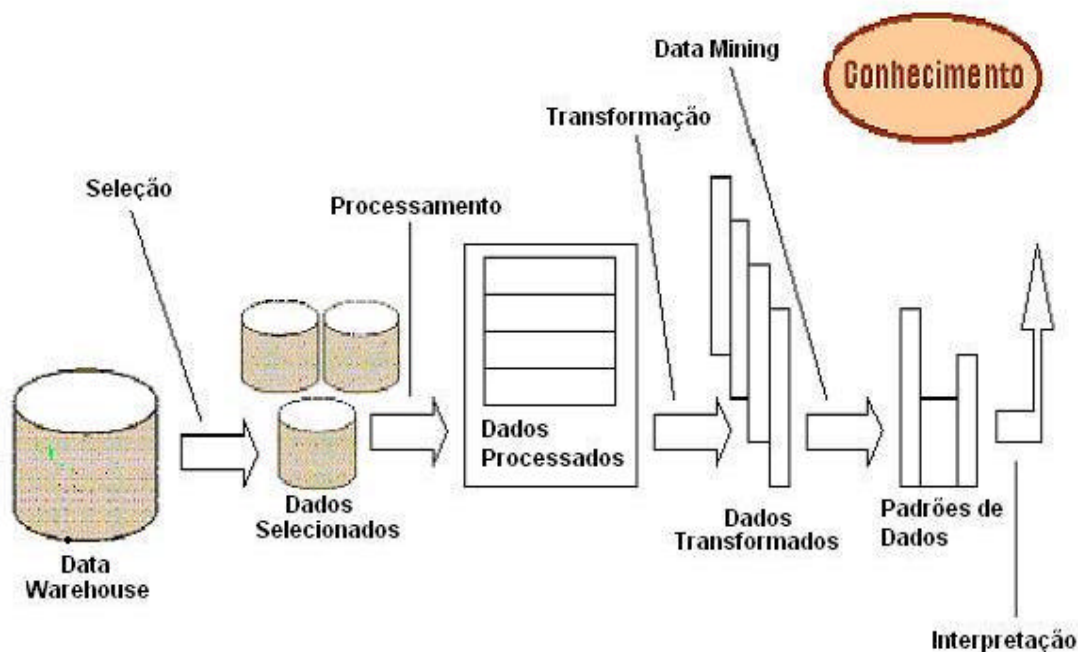 Data Mining
Conhecimento
Transformação
Seleção
Processamento
Dados
Processados
Dados
Selecionados
Data
Warehouse
Dados
Transformados
Padrões de
Dados
Interpretação